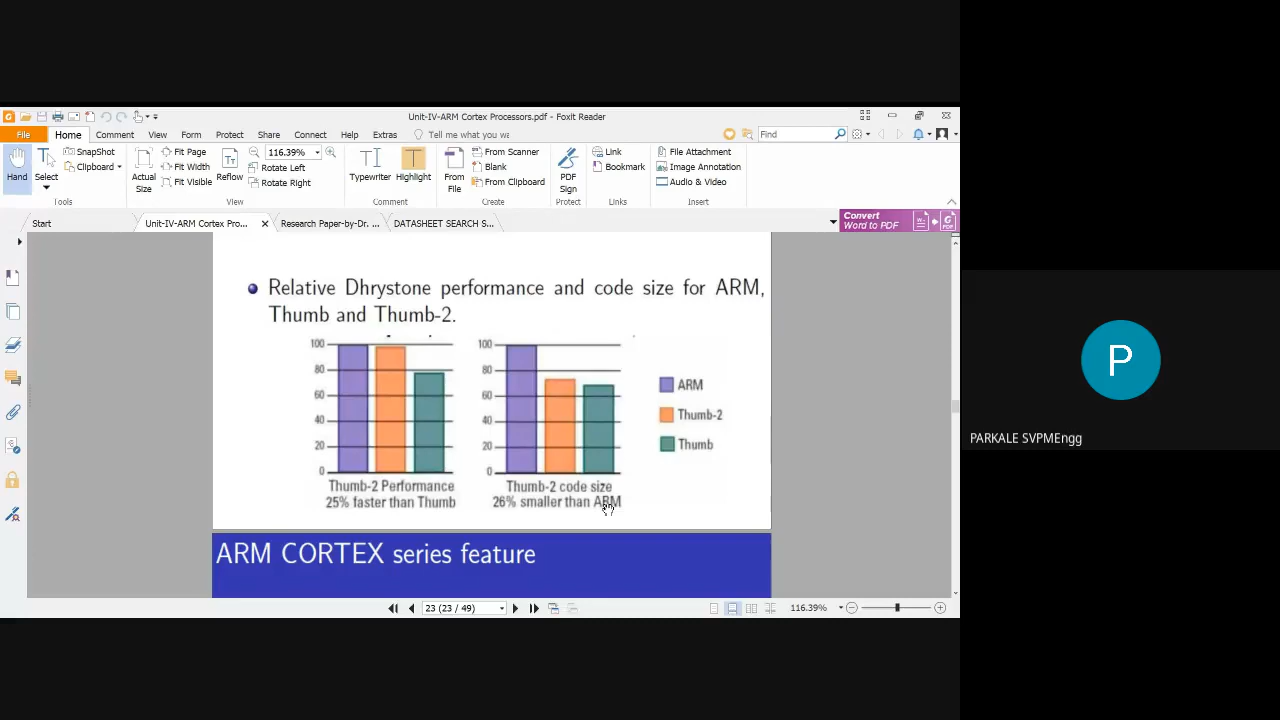 Unit-IV-ARM Cortex Processors.pdf - Foxit Reader
File Home Comment View Form Protect Share Connect Help Extras Tell me what you wa Find
Hand
Select
SnapShot
Clipboard
Tools
Actual Size
Fit Page
Fit Width
Fit Visible
Reflow
116.39%
Rotate Left
Rotate Right
View
Typewriter
Highlight
Comment
From File
From Scanner
Blank
From Clipboard
Create
PDF Sign
Protect
Link
Bookmark
Links
File Attachment
Image Annotation
Audio & Video
Insert
Start
Unit-IV-ARM Cortex Pro...
Research Paper-by-Dr. ...
DATASHEET SEARCH S...
Convert
Word to PDF
Relative Dhrystone performance and code size for ARM,
Thumb and Thumb-2.
100
80
60
40
20
0
Thumb-2 Performance
25% faster than Thumb
100
80
60
40
20
0
Thumb-2 code size
26% smaller than ARM
ARM
Thumb-2
Thumb
ARM CORTEX series feature
23 (23 / 49)
116.39%
P
PARKALE SVPMEngg